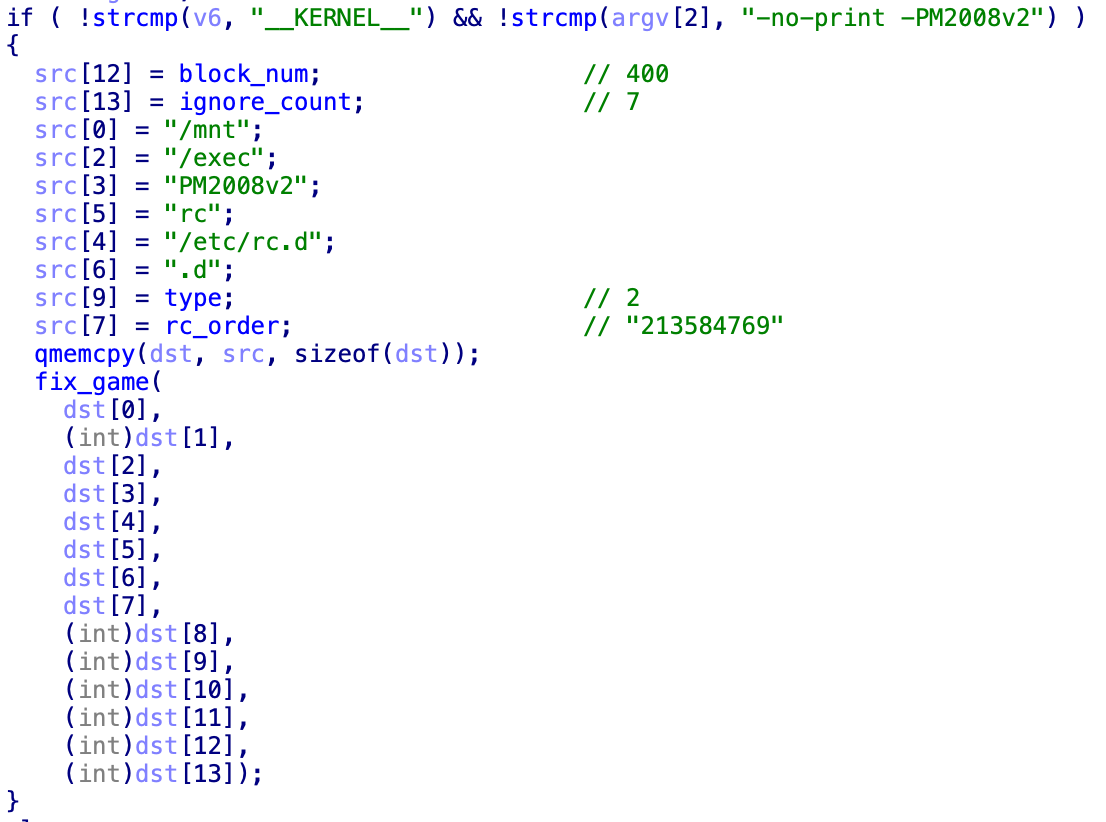 if ( !strcmp(v6, "__KERNEL__") && !strcmp(argv[2], "-no-print -PM2008v2") )
{
  src[12] = block_num;                   // 400
  src[13] = ignore_count;                // 7
  src[0] = "/mnt";
  src[2] = "/exec";
  src[3] = "PM2008v2";
  src[5] = "rc";
  src[4] = "/etc/rc.d";
  src[6] = ".d";
  src[9] = type;                         // 2
  src[7] = rc_order;                     // "213584769"
  qmemcpy(dst, src, sizeof(dst));
  fix_game(
    dst[0],
    (int)dst[1],
    dst[2],
    dst[3],
    dst[4],
    dst[5],
    dst[6],
    dst[7],
    (int)dst[8],
    (int)dst[9],
    (int)dst[10],
    (int)dst[11],
    (int)dst[12],
    (int)dst[13]);
}